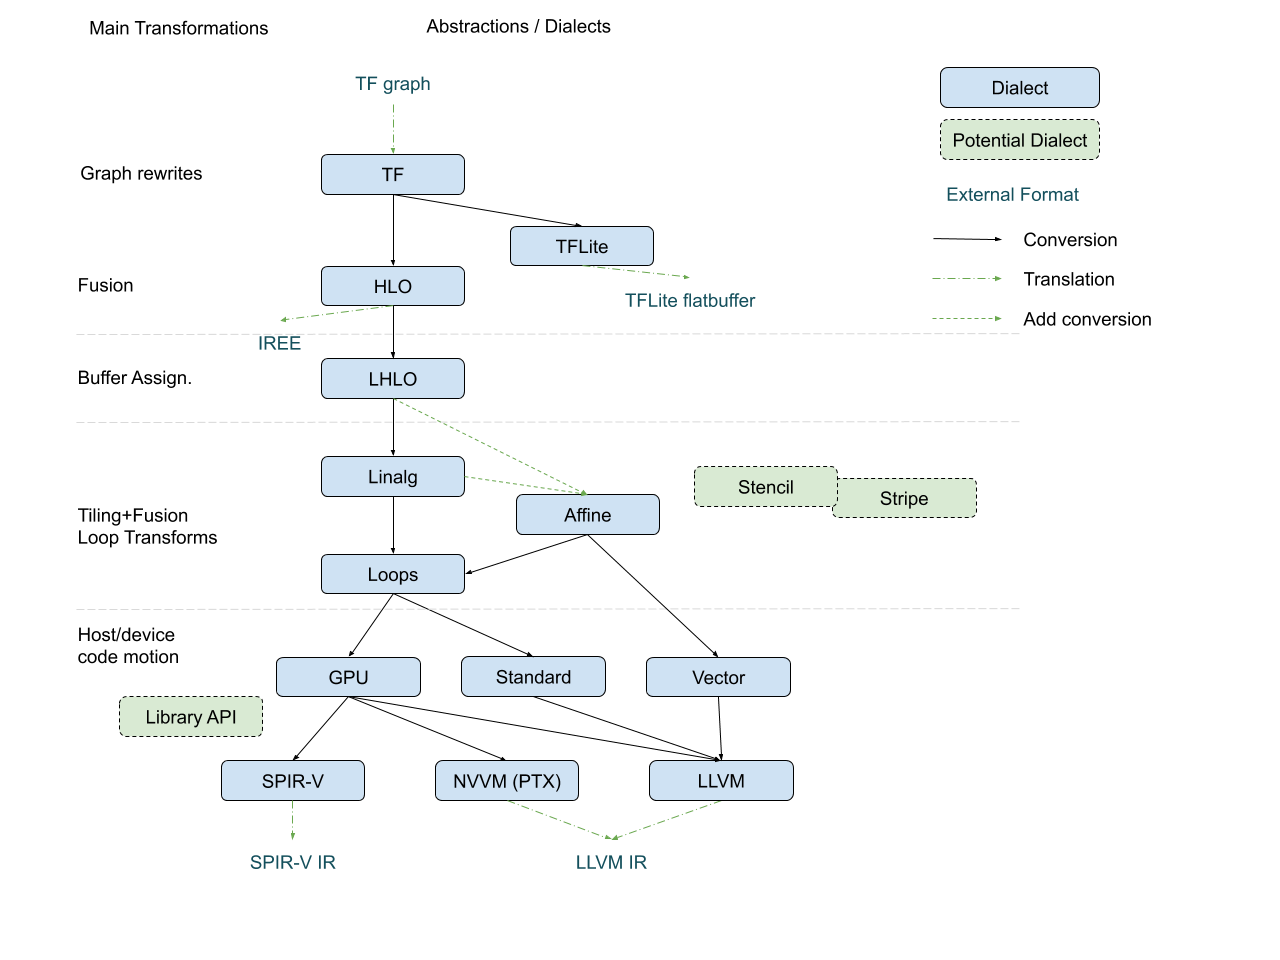 Main Transformations
Abstractions / Dialects
TF graph
Dialect
Potential Dialect
External Format
Conversion
Translation
Add conversion
Graph rewrites
TF
TFLite
TFLite flatbuffer
Fusion
HLO
IREE
Buffer Assign.
LHLO
Linalg
Affine
Stencil
Stripe
Tiling+Fusion
Loop Transforms
Loops
Host/device
code motion
GPU
Standard
Vector
Library API
SPIR-V
NVVM (PTX)
LLVM
SPIR-V IR
LLVM IR